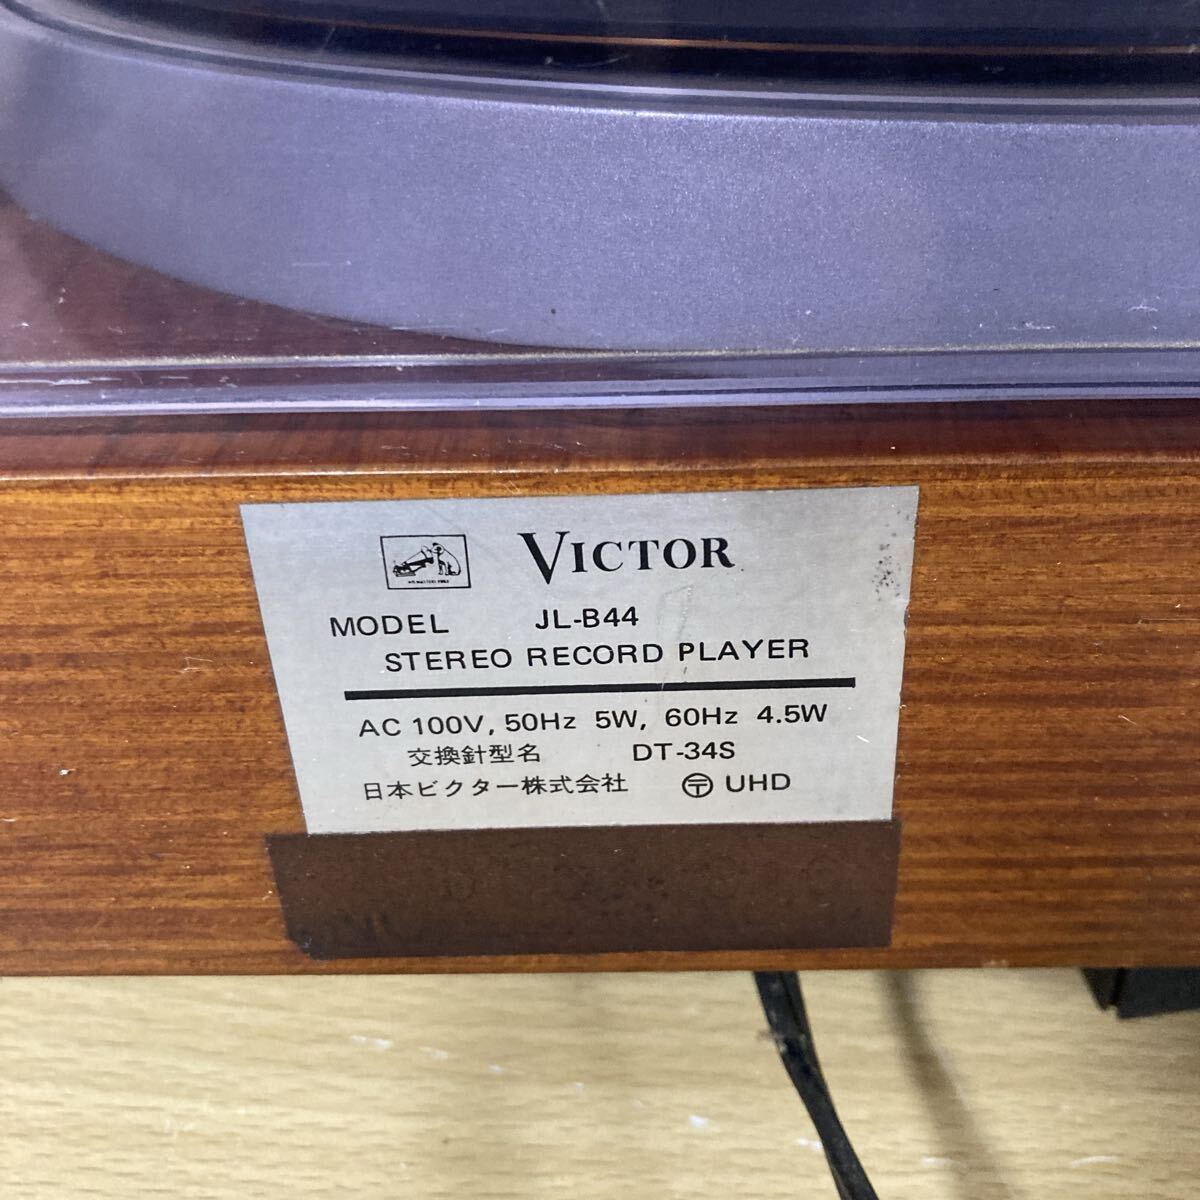 VICTOR
MODEL JL-B44
STEREO RECORD PLAYER
AC 100V, 50Hz 5W, 60Hz 4.5W
交換針型名 DT-34S
日本ビクター株式会社 〶 UHD